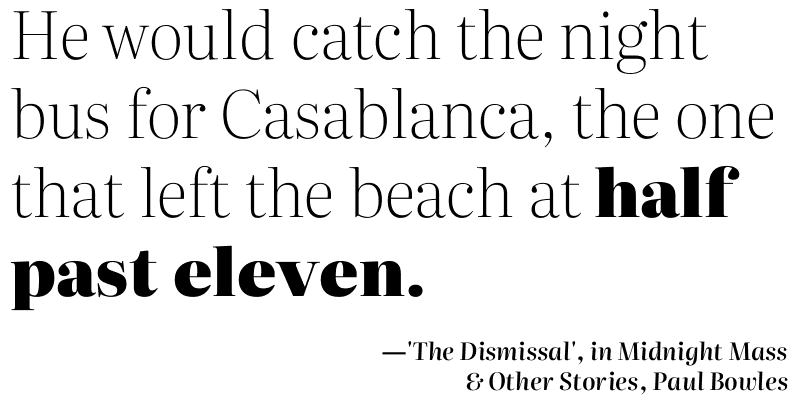 He would catch the night
bus for Casablanca, the one
that left the beach at half
past eleven.
—'The Dismissal', in Midnight Mass
& Other Stories, Paul Bowles